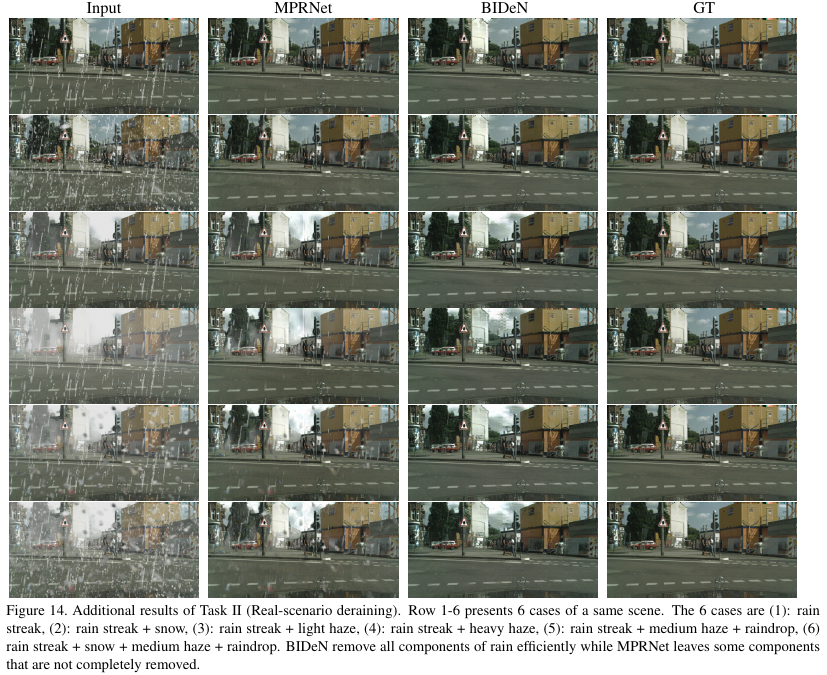 Input MPRNet BIDeN GT
Figure 14. Additional results of Task II (Real-scenario deraining). Row 1-6 presents 6 cases of a same scene. The 6 cases are (1): rain
streak, (2): rain streak + snow, (3): rain streak + light haze, (4): rain streak + heavy haze, (5): rain streak + medium haze + raindrop, (6)
rain streak + snow + medium haze + raindrop. BIDeN remove all components of rain efficiently while MPRNet leaves some components
that are not completely removed.